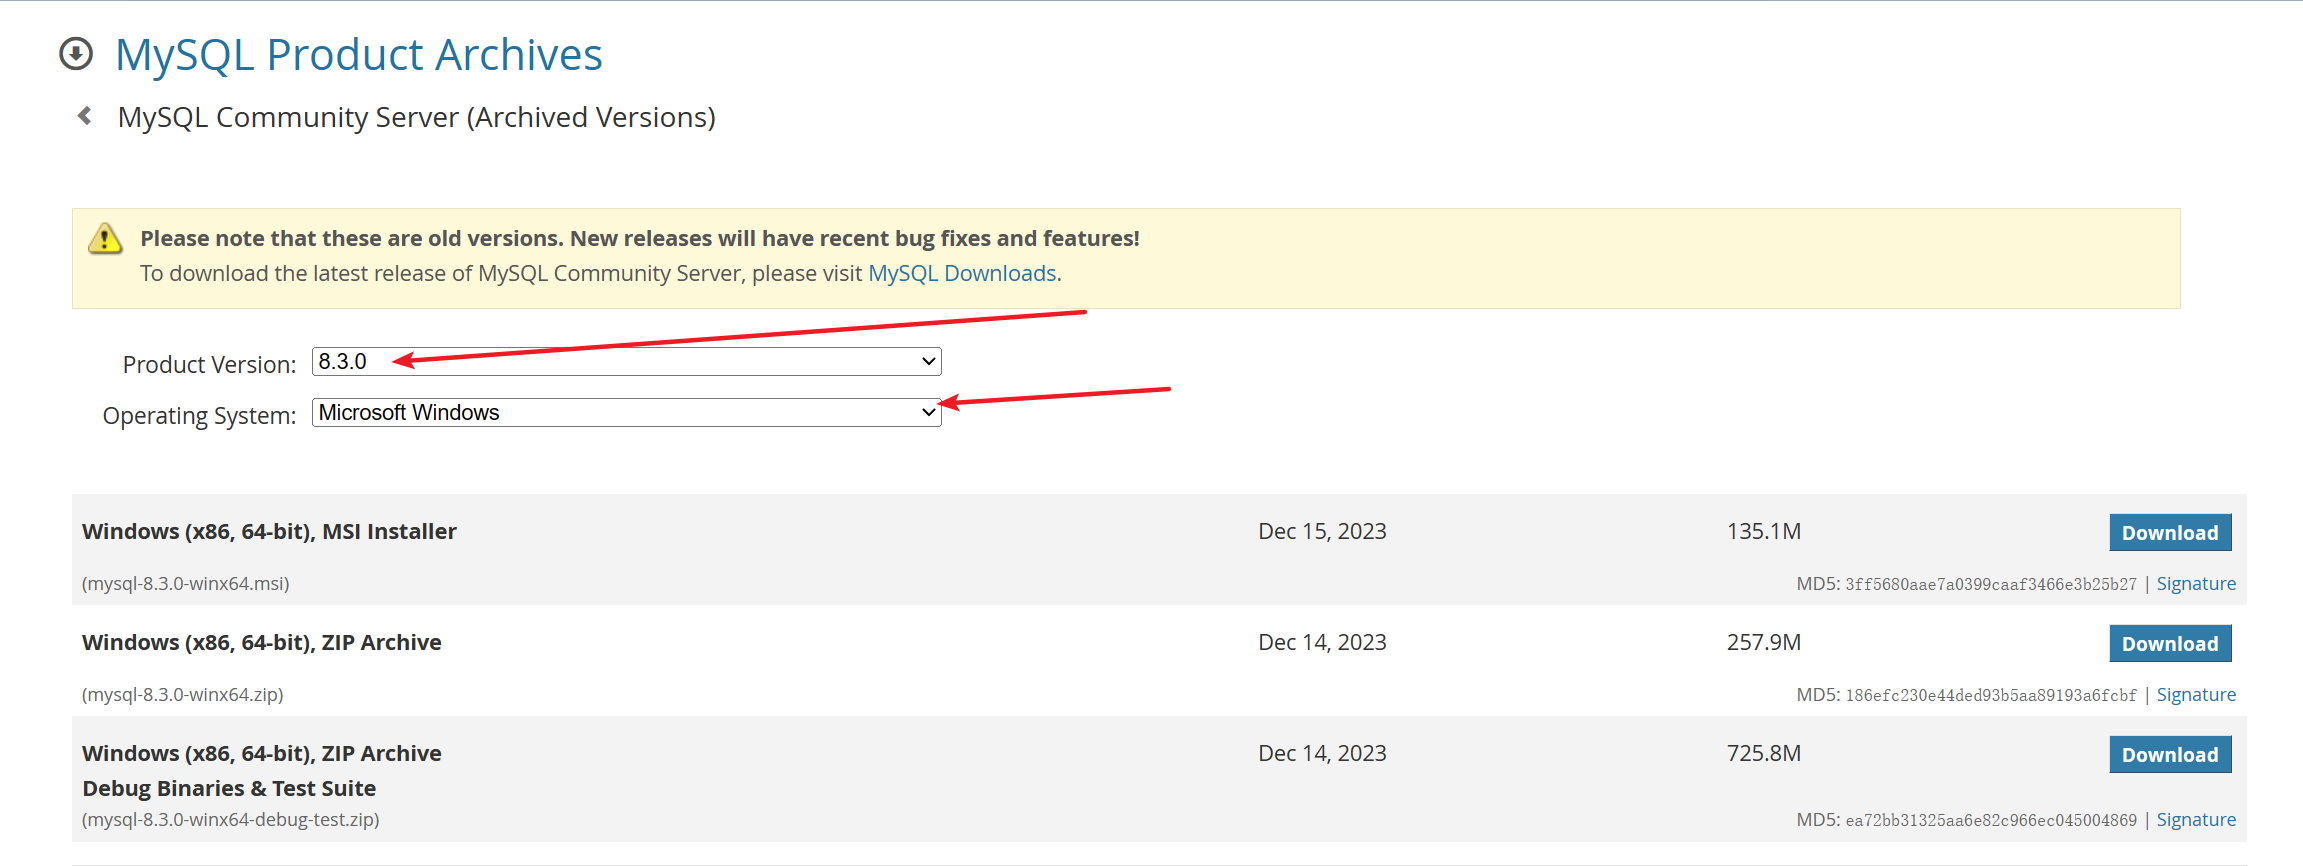 MySQL Product Archives
MySQL Community Server (Archived Versions)
Please note that these are old versions. New releases will have recent bug fixes and features!
To download the latest release of MySQL Community Server, please visit MySQL Downloads.
Product Version: 8.3.0
Operating System: Microsoft Windows
Windows (x86, 64-bit), MSI Installer Dec 15, 2023 135.1M Download
(mysql-8.3.0-winx64.msi) MD5: 3ff5680aae7a0399caaf3466e3b25b27 | Signature
Windows (x86, 64-bit), ZIP Archive Dec 14, 2023 257.9M Download
(mysql-8.3.0-winx64.zip) MD5: 186efc230e44ded93b5aa89193a6fcbf | Signature
Windows (x86, 64-bit), ZIP Archive Dec 14, 2023 725.8M Download
Debug Binaries & Test Suite
(mysql-8.3.0-winx64-debug-test.zip) MD5: ea72bb31325aa6e82c966ec045004869 | Signature